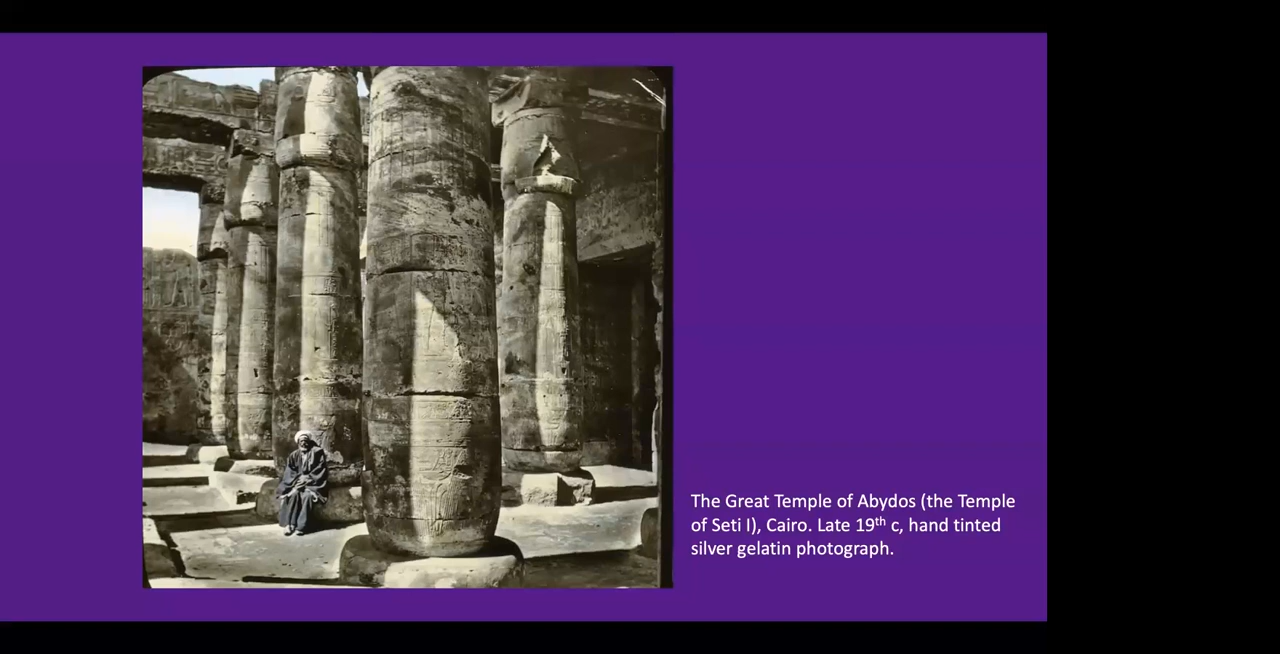 The Great Temple of Abydos (the Temple
of Seti I), Cairo. Late 19th c, hand tinted
silver gelatin photograph.